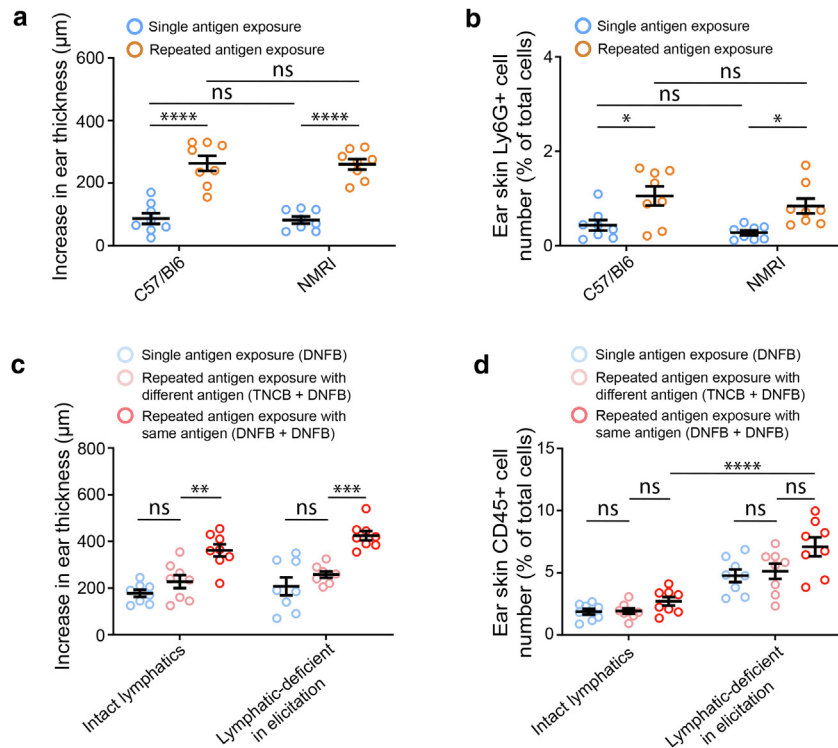 a
Single antigen exposure
Repeated antigen exposure
Increase in ear thickness (μm)
600
400
200
0
ns
ns
****
****
C57/Bl6
NMRI
b
Single antigen exposure
Repeated antigen exposure
Ear skin Ly6G+ cell
number (% of total cells)
4
2
0
ns
ns
*
*
C57/Bl6
NMRI
c
Single antigen exposure (DNFB)
Repeated antigen exposure with
different antigen (TNCB + DNFB)
Repeated antigen exposure with
same antigen (DNFB + DNFB)
Increase in ear thickness (μm)
800
600
400
200
0
ns
**
ns
***
Intact lymphatics
Lymphatic-deficient
in elicitation
d
Single antigen exposure (DNFB)
Repeated antigen exposure with
different antigen (TNCB + DNFB)
Repeated antigen exposure with
same antigen (DNFB + DNFB)
Ear skin CD45+ cell
number (% of total cells)
15
10
5
0
****
ns
ns
ns
ns
Intact lymphatics
Lymphatic-deficient
in elicitation